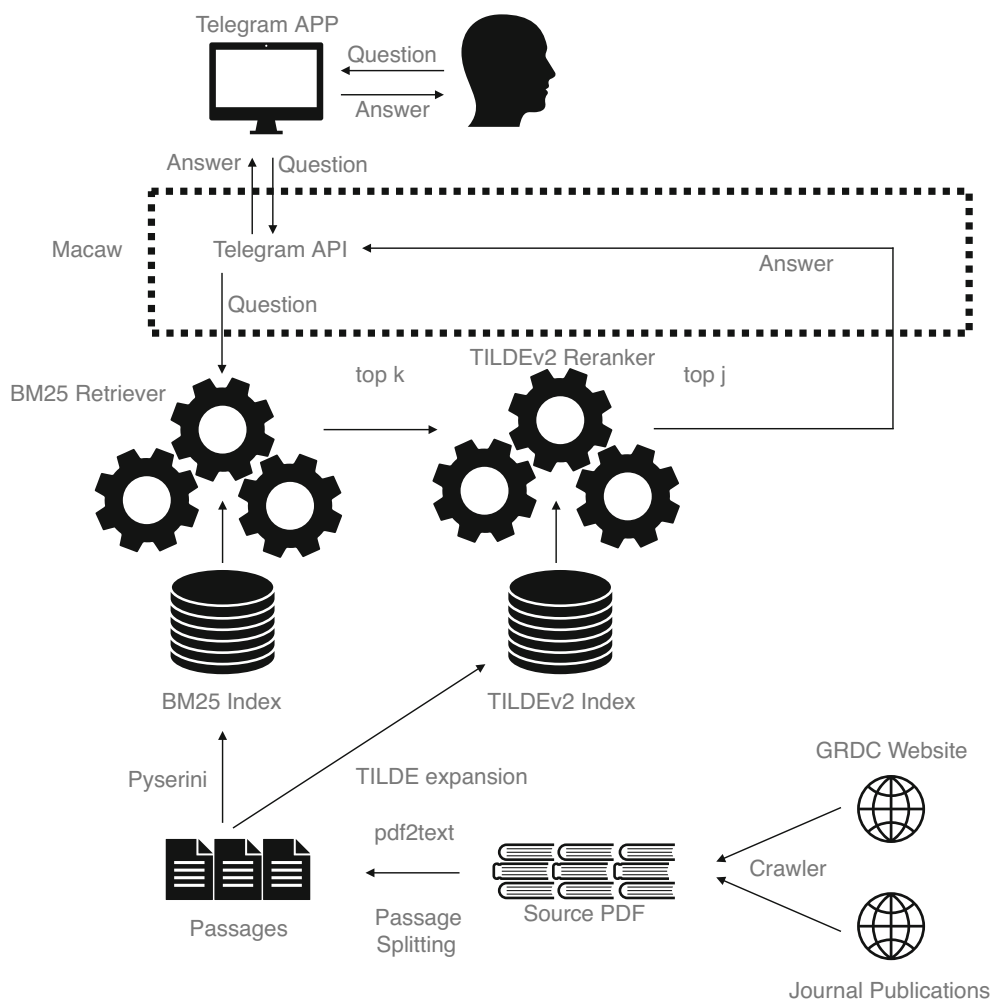 Telegram APP
Question
Answer
Answer
Question
Macaw
Telegram API
Answer
Question
TILDEv2 Reranker
BM25 Retriever
top k
top j
BM25 Index
TILDEv2 Index
Pyserini
TILDE expansion
GRDC Website
pdf2text
Crawler
Passages
Passage
Splitting
Source PDF
Journal Publications